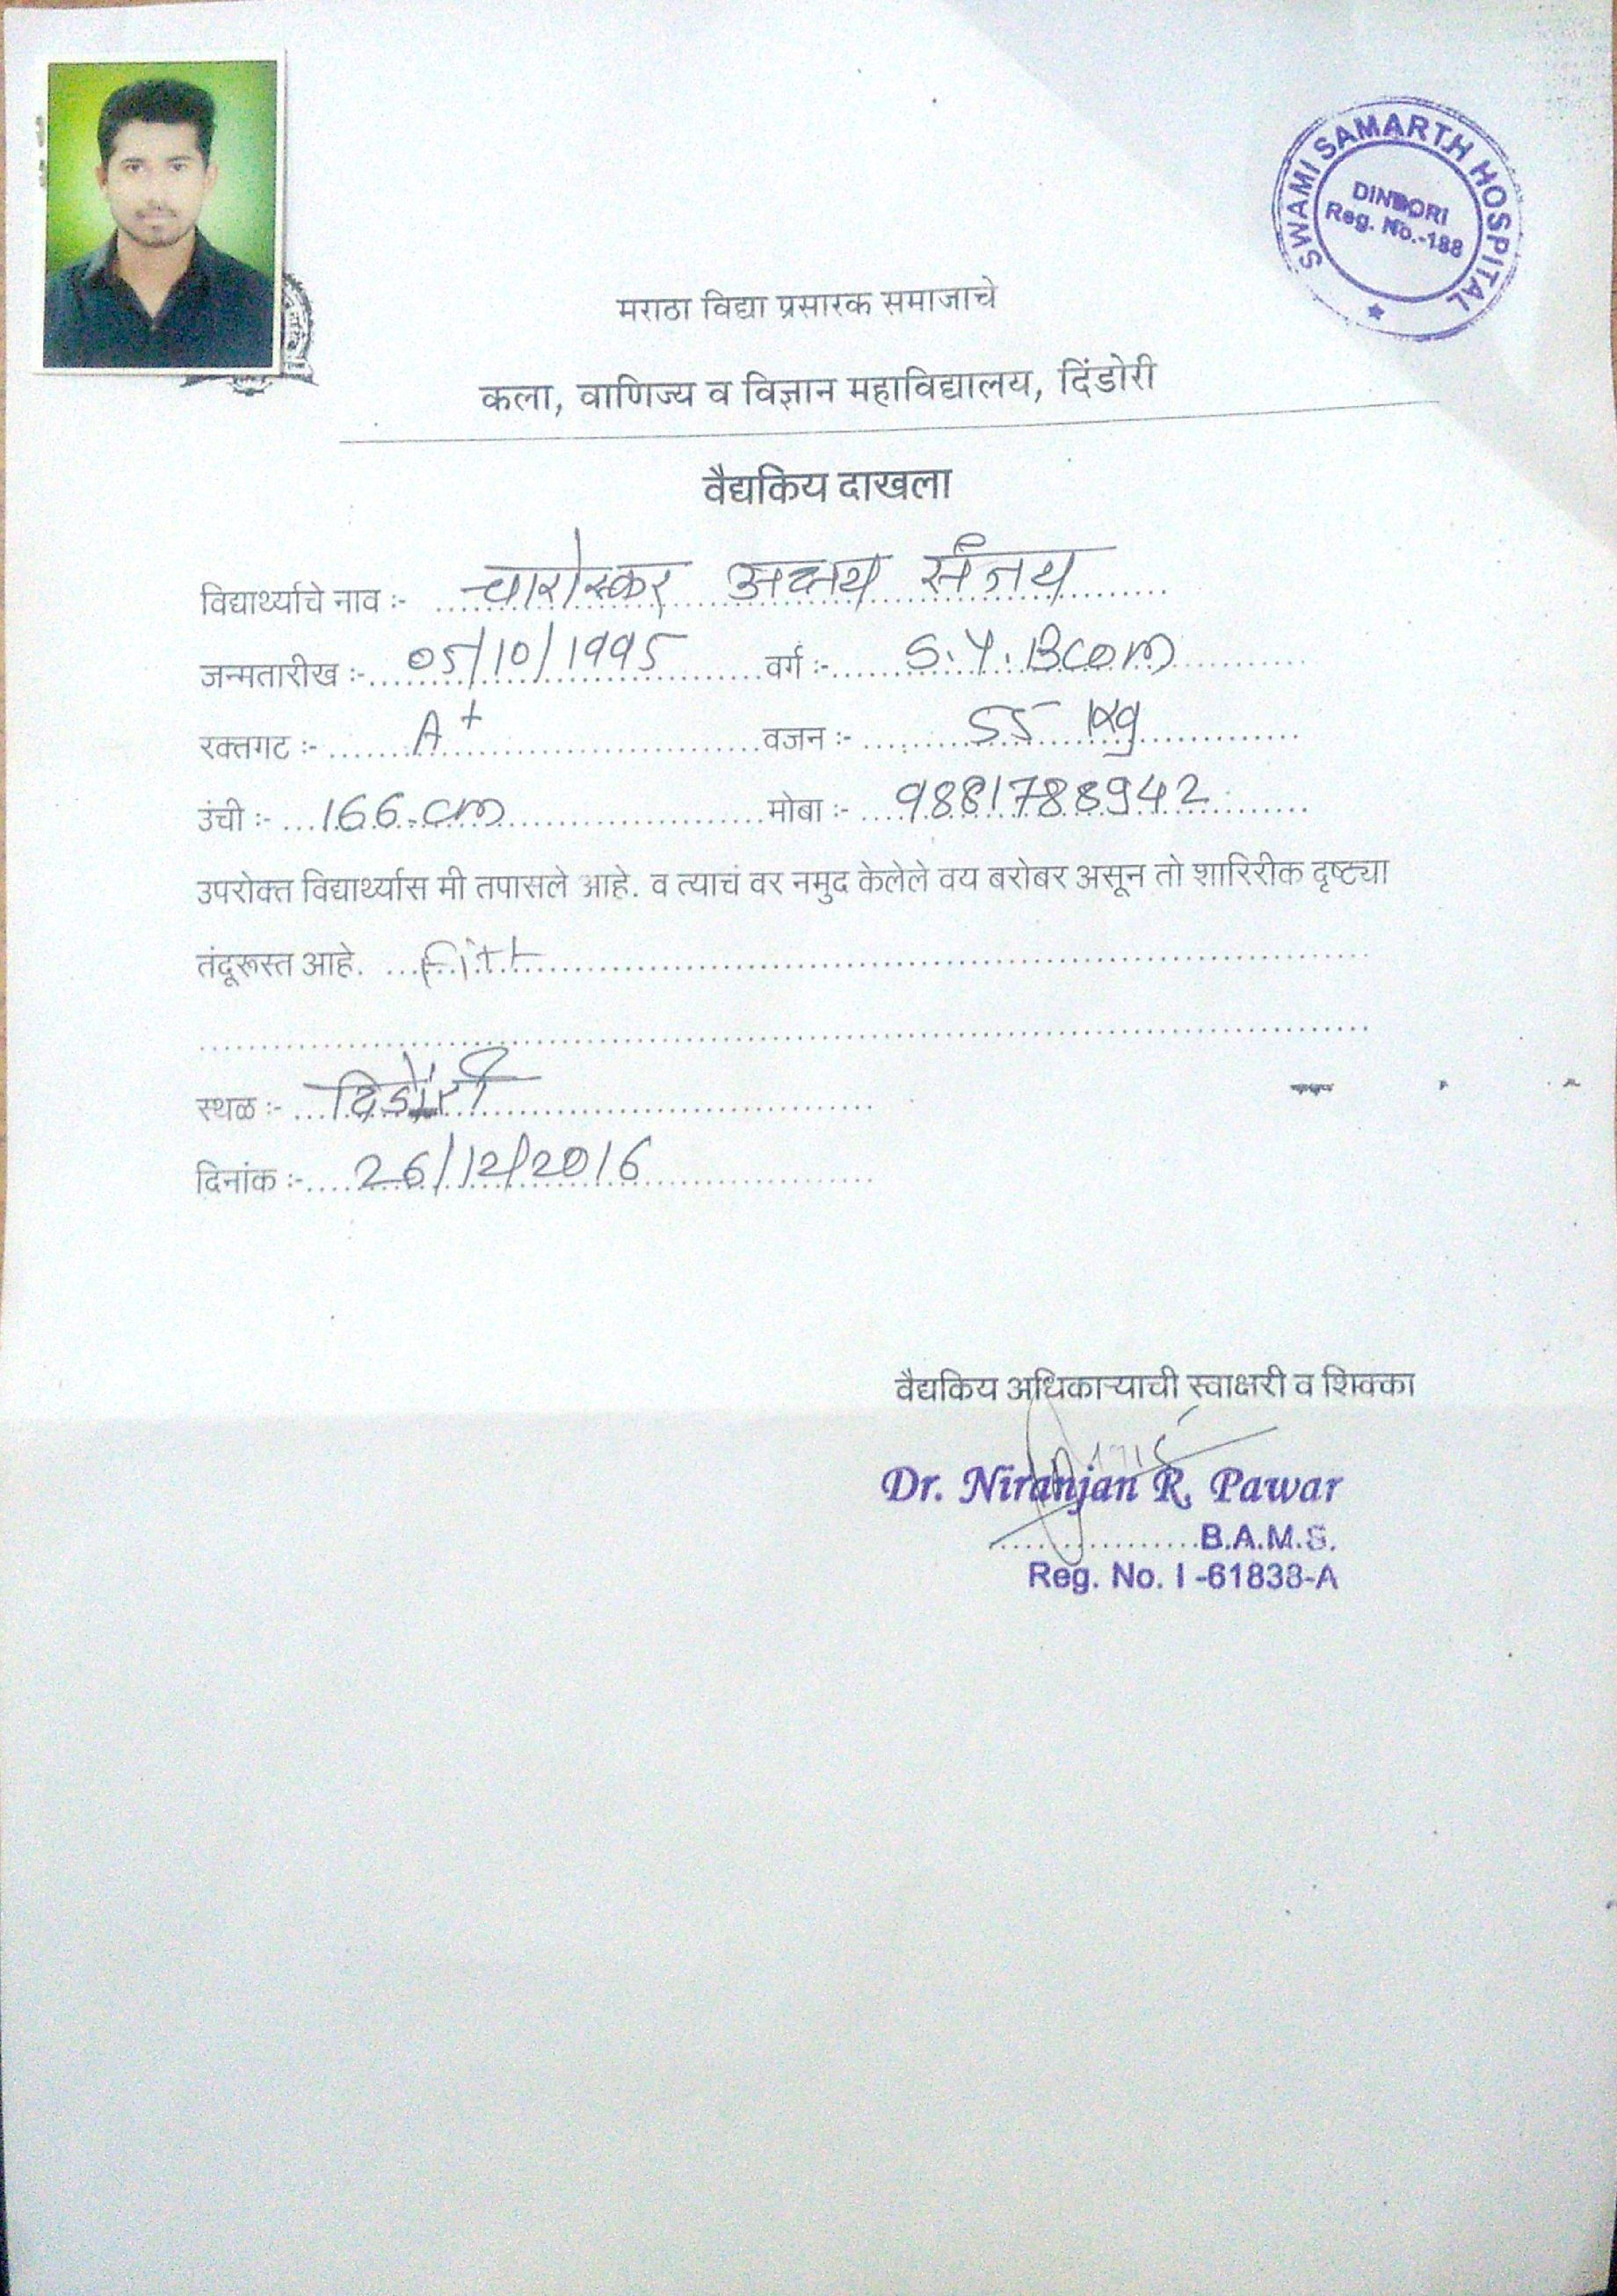 SWAMI SAMARTH HOSPITAL
DINDORI
Reg. No.-188
मराठा विद्या प्रसारक समाजाचे
कला, वाणिज्य व विज्ञान महाविद्यालय, दिंडोरी
वैद्यकिय दाखला
विद्यार्थ्याचे नाव :- चारोस्कर अक्षय संजय
जन्मतारीख :- 05/10/1995 वर्ग :- S.Y.Bcom
रक्तगट :- A+ वजन :- 55 kg
उंची :- 166 cm मोबा :- 9881788942
उपरोक्त विद्यार्थ्यास मी तपासले आहे. व त्याचं वर नमुद केलेले वय बरोबर असून तो शारिरीक दृष्ट्या
तंदूरूस्त आहे. Fitt
स्थळ :- दिंडोरी
दिनांक :- 26/12/2016
वैद्यकिय अधिकाऱ्याची स्वाक्षरी व शिक्का
Dr. Niranjan R. Pawar
B.A.M.S.
Reg. No. I -61838-A